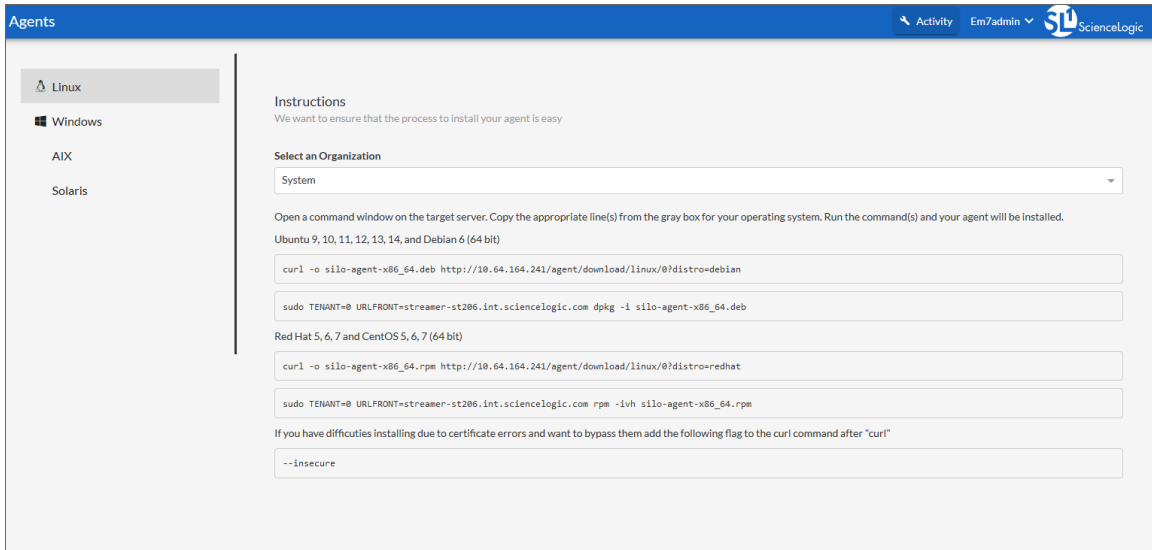 Agents
Activity
Em7admin
SL1 ScienceLogic
Linux
Windows
AIX
Solaris
Instructions
We want to ensure that the process to install your agent is easy
Select an Organization
System
Open a command window on the target server. Copy the appropriate line(s) from the gray box for your operating system. Run the command(s) and your agent will be installed.
Ubuntu 9, 10, 11, 12, 13, 14, and Debian 6 (64 bit)
curl -o silo-agent-x86_64.deb http://10.64.164.241/agent/download/linux/0?distro=debian
sudo TENANT=0 URLFRONT=streamer-st206.int.sciencelogic.com dpkg -i silo-agent-x86_64.deb
Red Hat 5, 6, 7 and CentOS 5, 6, 7 (64 bit)
curl -o silo-agent-x86_64.rpm http://10.64.164.241/agent/download/linux/0?distro=redhat
sudo TENANT=0 URLFRONT=streamer-st206.int.sciencelogic.com rpm -ivh silo-agent-x86_64.rpm
If you have difficuties installing due to certificate errors and want to bypass them add the following flag to the curl command after "curl"
--insecure